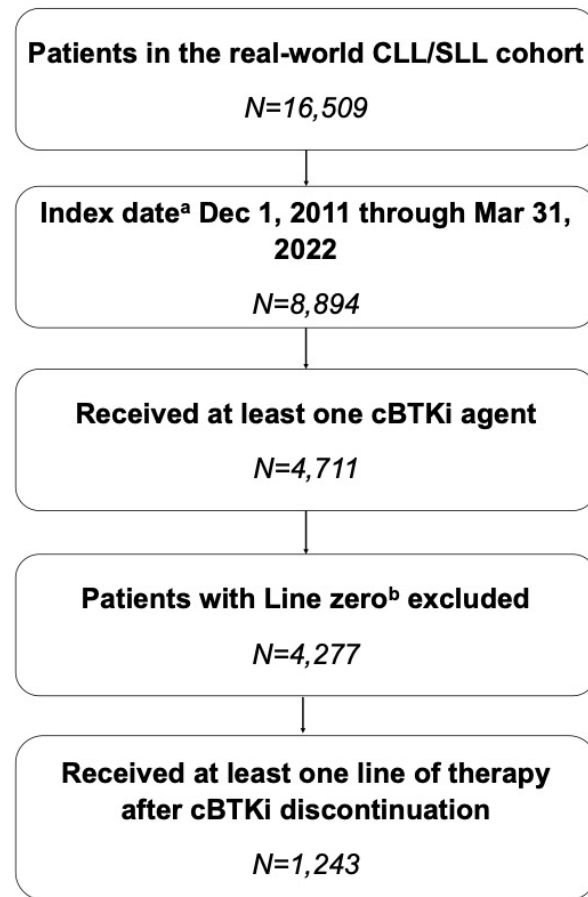 Patients in the real-world CLL/SLL cohort
N=16,509
Index dateᵃ Dec 1, 2011 through Mar 31,
2022
N=8,894
Received at least one cBTKi agent
N=4,711
Patients with Line zeroᵇ excluded
N=4,277
Received at least one line of therapy
after cBTKi discontinuation
N=1,243